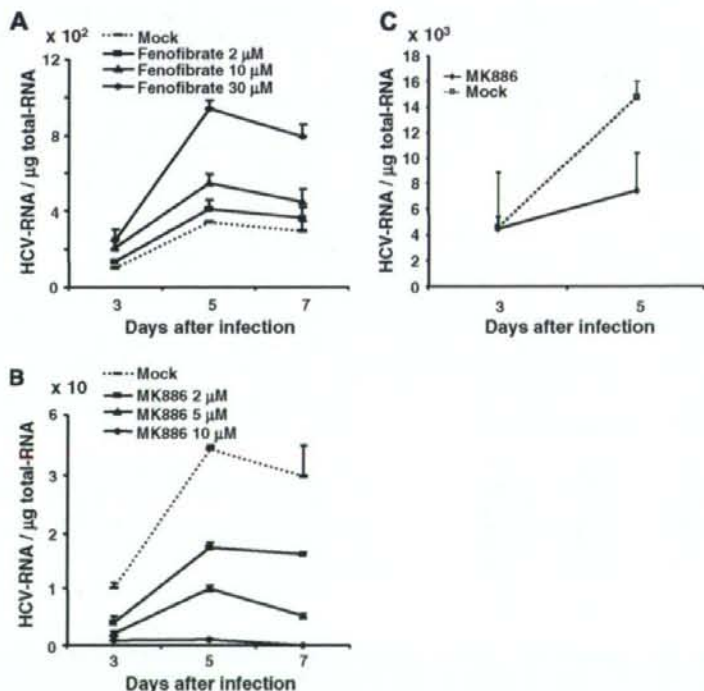 A
x 10²
Mock
Fenofibrate 2 µM
Fenofibrate 10 µM
Fenofibrate 30 µM
HCV-RNA / µg total-RNA
12
8
4
0
3 5 7
Days after infection
B
x 10
Mock
MK886 2 µM
MK886 5 µM
MK886 10 µM
HCV-RNA / µg total-RNA
6
3
2
1
0
3 5 7
Days after infection
C
x 10³
MK886
Mock
HCV-RNA / µg total-RNA
18
16
14
12
10
8
6
4
2
0
3 5
Days after infection